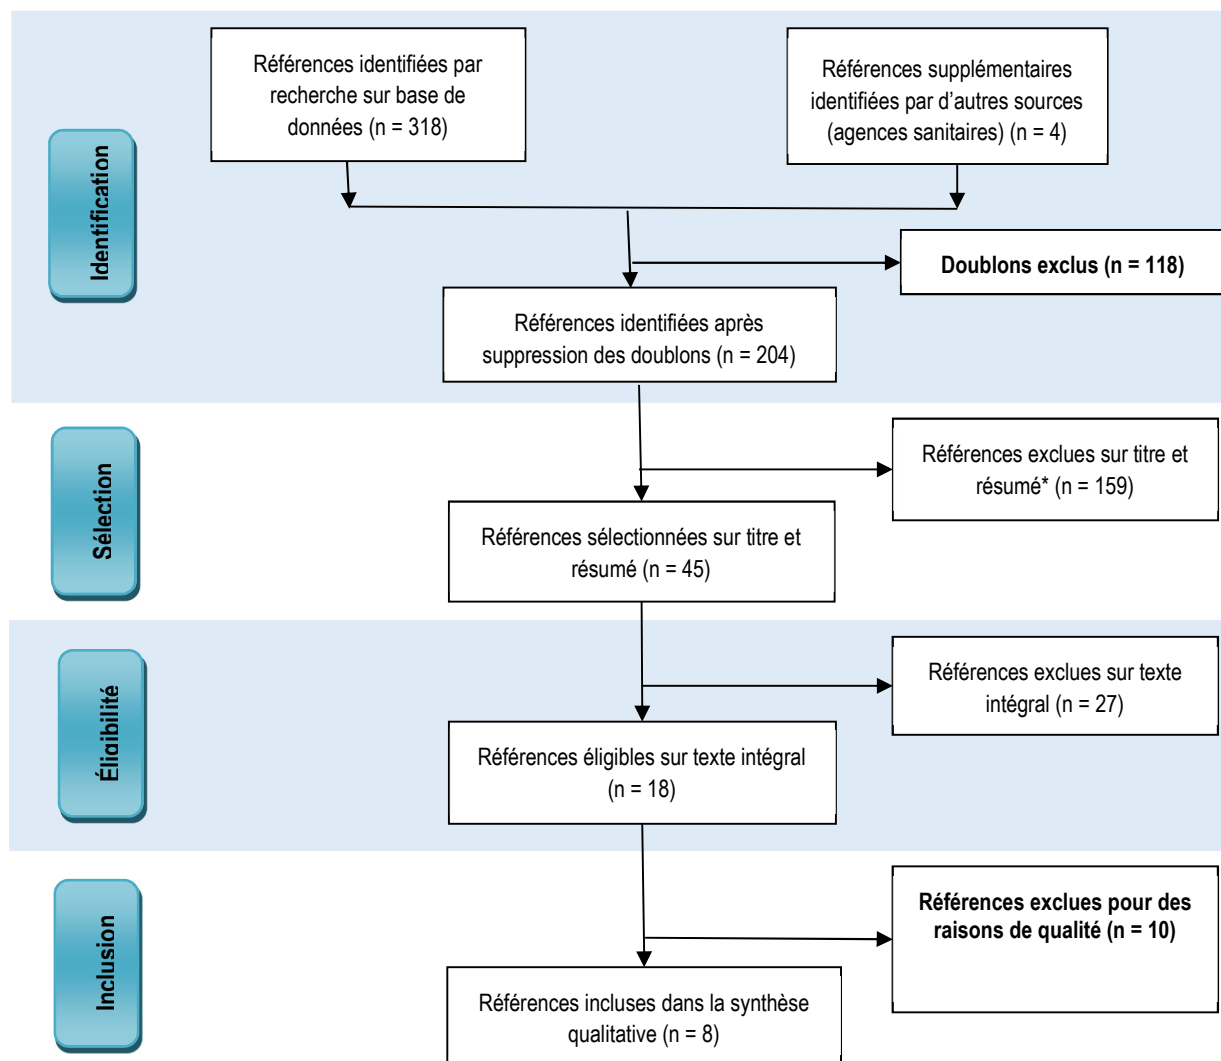 Identification
Références identifiées par
recherche sur base de
données (n = 318)
Références supplémentaires
identifiées par d’autres sources
(agences sanitaires) (n = 4)
Doublons exclus (n = 118)
Références identifiées après
suppression des doublons (n = 204)
Sélection
Références exclues sur titre et
résumé* (n = 159)
Références sélectionnées sur titre et
résumé (n = 45)
Éligibilité
Références exclues sur texte
intégral (n = 27)
Références éligibles sur texte intégral
(n = 18)
Inclusion
Références exclues pour des
raisons de qualité (n = 10)
Références incluses dans la synthèse
qualitative (n = 8)